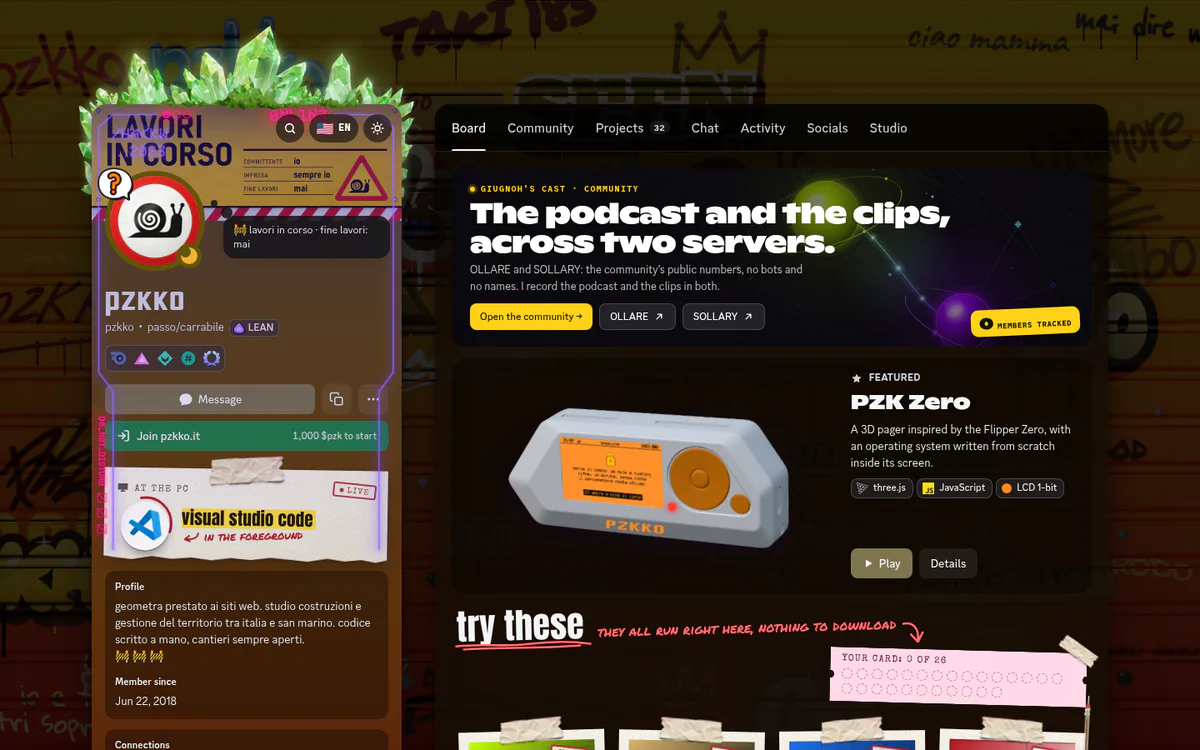 pzkko
TAKI 183
ciao mamma
mai dire
LAVORI
IN CORSO
EN
COMMITTENTE io
IMPRESA sempre io
FINE LAVORI mai
?
🚧 lavori in corso · fine lavori:
mai
pzkko
pzkko • passo/carrabile LEAN
Message
Join pzkko.it 1,000 $pzk to start
AT THE PC
LIVE
visual studio code
IN THE FOREGROUND
Profile
geometra prestato ai siti web. studio costruzioni e
gestione del territorio tra italia e san marino. codice
scritto a mano, cantieri sempre aperti.
🚧 🚧 🚧
Member since
Jun 22, 2018
Connections
Board Community Projects 32 Chat Activity Socials Studio
GIUGNOH'S CAST · COMMUNITY
The podcast and the clips,
across two servers.
OLLARE and SOLLARY: the community's public numbers, no bots and
no names. I record the podcast and the clips in both.
Open the community → OLLARE ↗ SOLLARY ↗
MEMBERS TRACKED
PZKKO
FEATURED
PZK Zero
A 3D pager inspired by the Flipper Zero, with
an operating system written from scratch
inside its screen.
three.js JS JavaScript LCD 1-bit
Play Details
try these
THEY ALL RUN RIGHT HERE, NOTHING TO DOWNLOAD
YOUR CARD: 0 OF 26